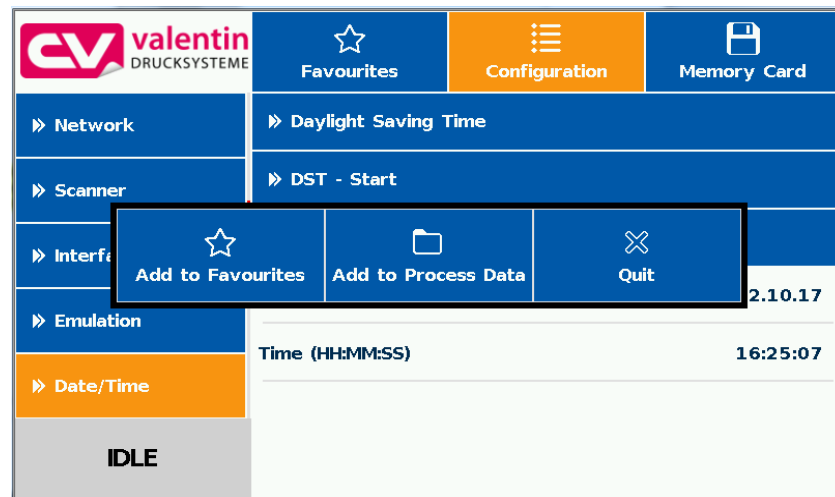 valentin
DRUCKSYSTEME
Favourites
Configuration
Memory Card
Network
Daylight Saving Time
Scanner
DST - Start
Add to Favourites
Add to Process Data
Quit
2.10.17
Emulation
Time (HH:MM:SS)
16:25:07
Date/Time
IDLE